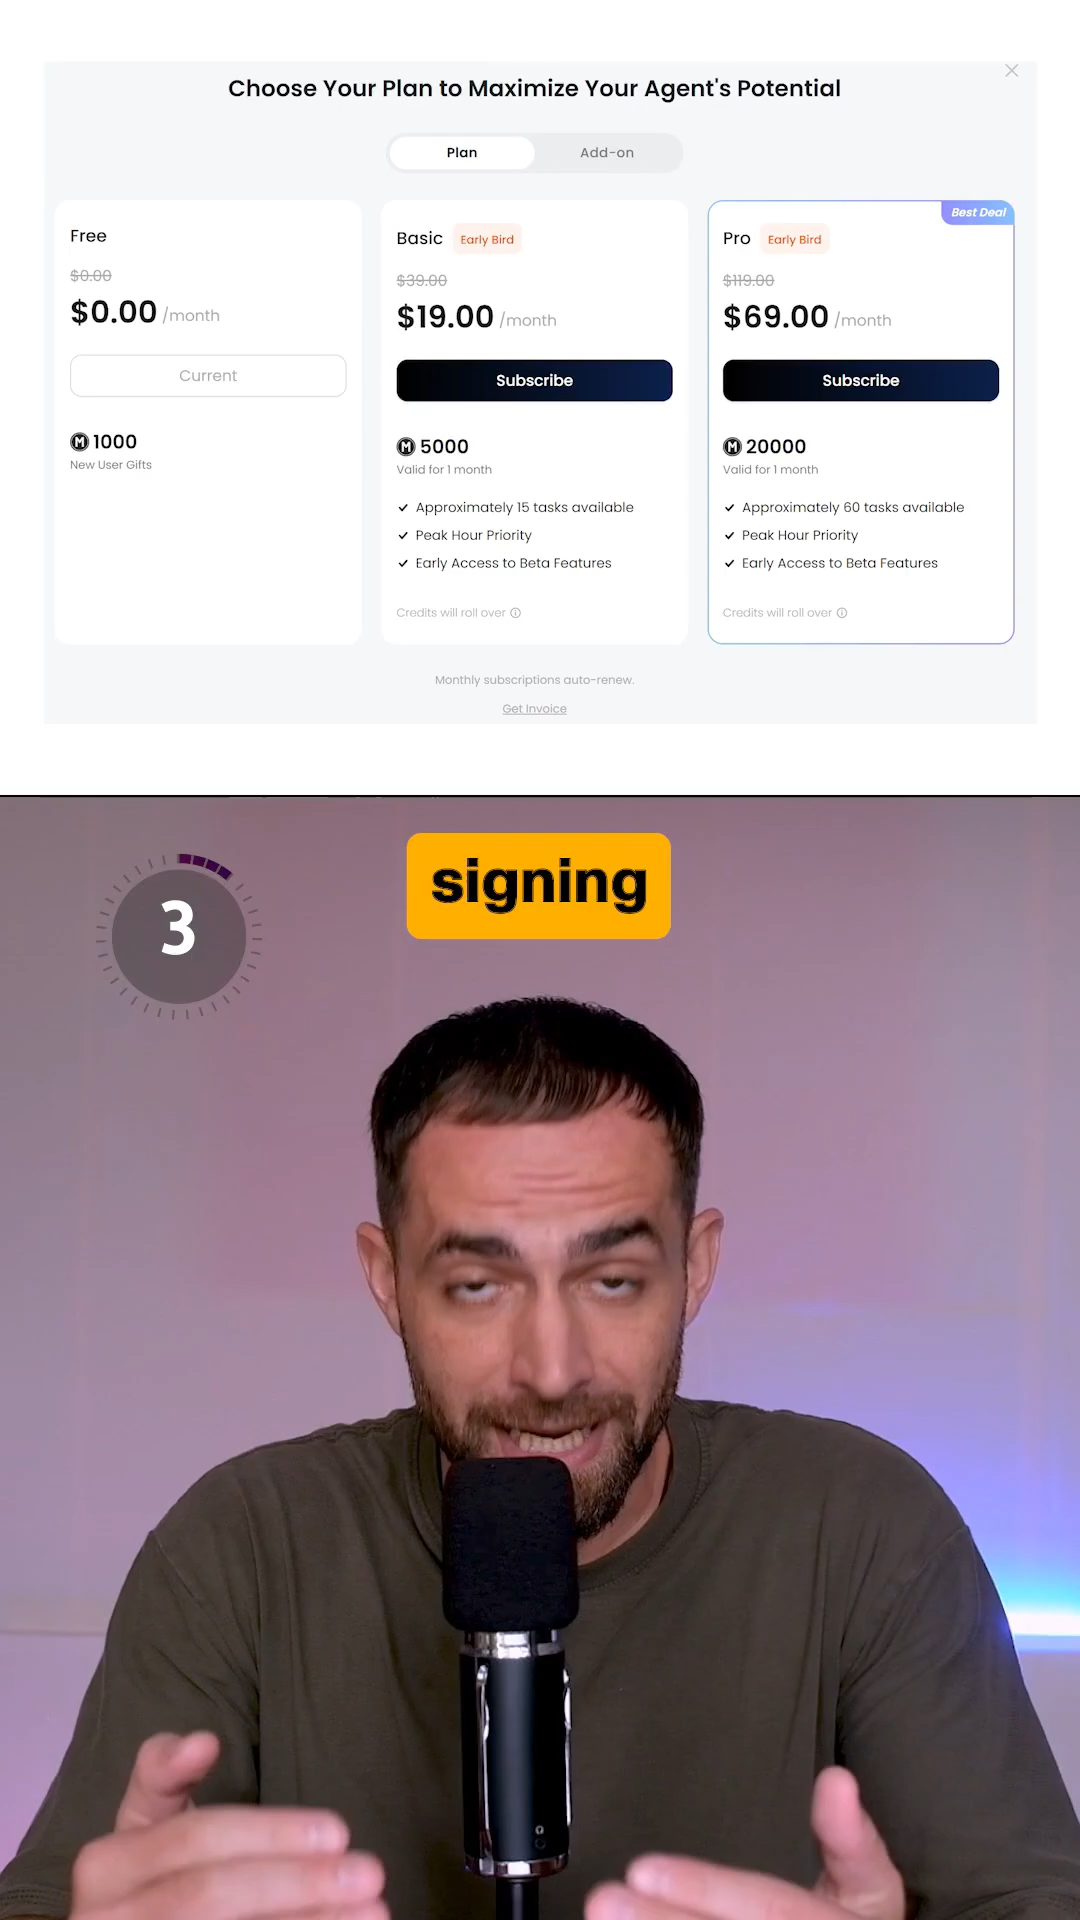 Choose Your Plan to Maximize Your Agent's Potential
Plan
Add-on
Free
$0.00
$0.00 /month
Current
M 1000
New User Gifts
Basic
Early Bird
$39.00
$19.00 /month
Subscribe
M 5000
Valid for 1 month
Approximately 15 tasks available
Peak Hour Priority
Early Access to Beta Features
Credits will roll over
Best Deal
Pro
Early Bird
$119.00
$69.00 /month
Subscribe
M 20000
Valid for 1 month
Approximately 60 tasks available
Peak Hour Priority
Early Access to Beta Features
Credits will roll over
Monthly subscriptions auto-renew.
Get Invoice
signing
3